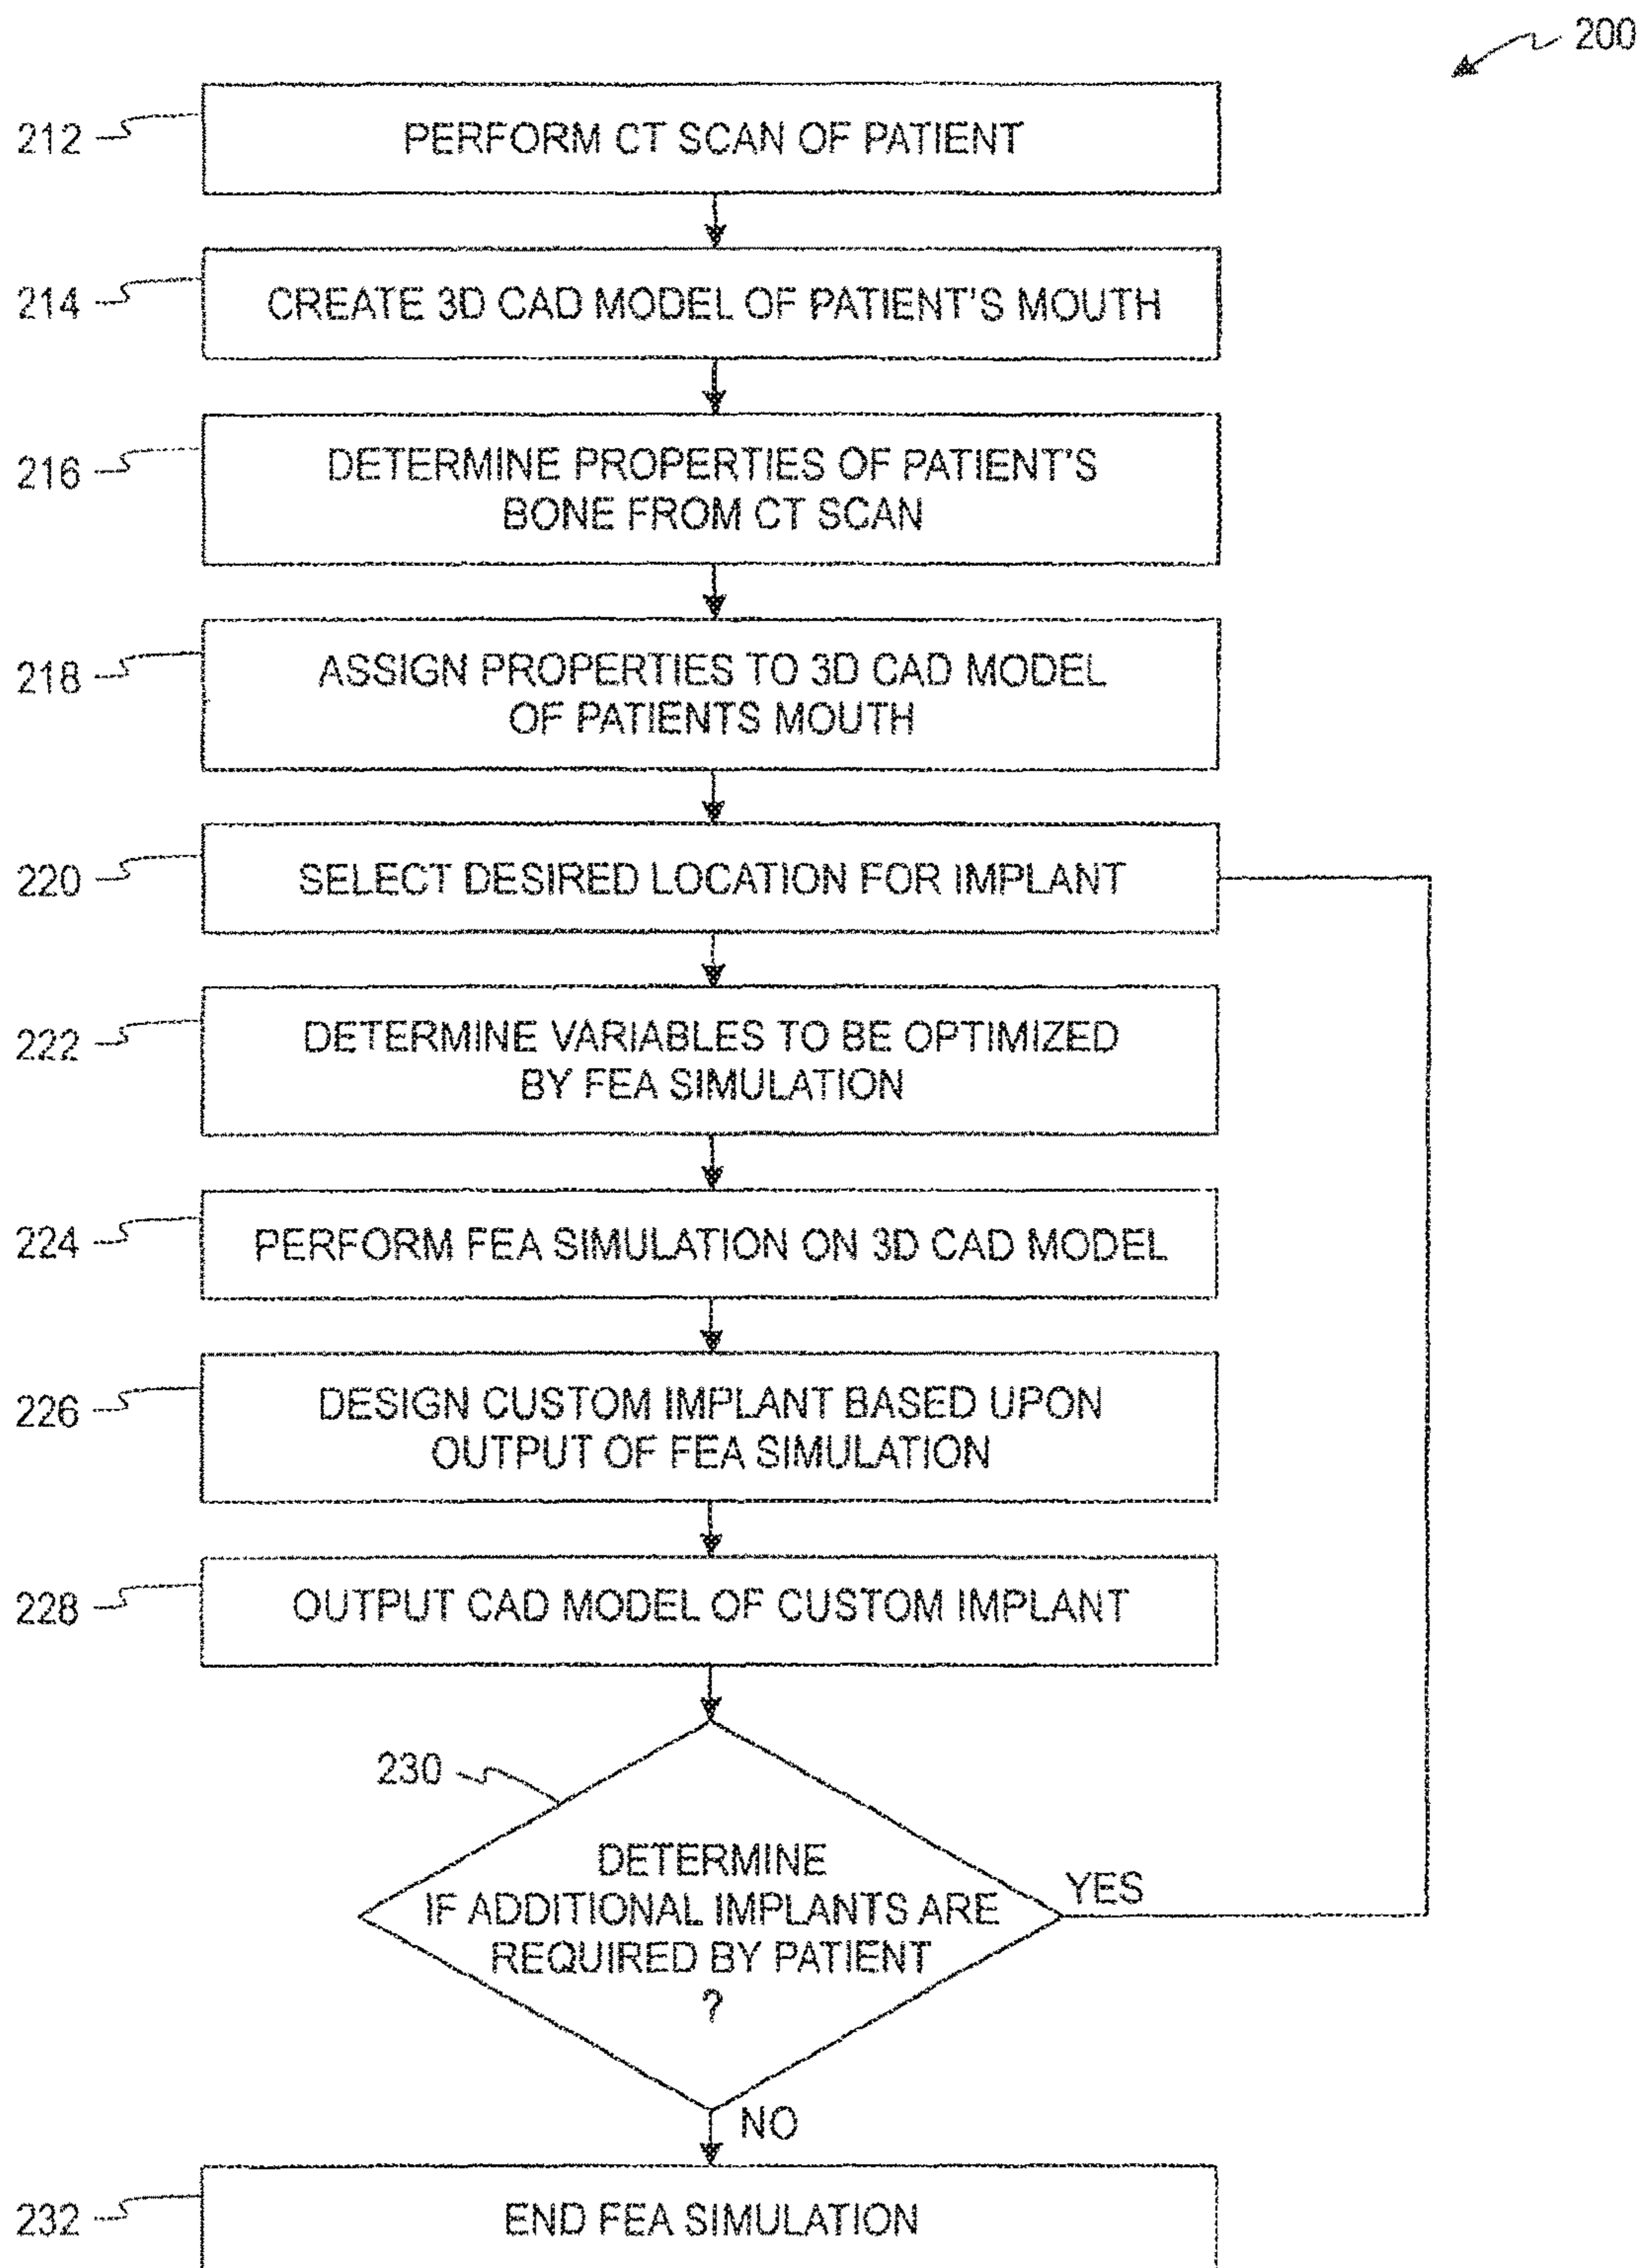 200
212
PERFORM CT SCAN OF PATIENT
214
CREATE 3D CAD MODEL OF PATIENT'S MOUTH
216
DETERMINE PROPERTIES OF PATIENT'S
BONE FROM CT SCAN
218
ASSIGN PROPERTIES TO 3D CAD MODEL
OF PATIENTS MOUTH
220
SELECT DESIRED LOCATION FOR IMPLANT
222
DETERMINE VARIABLES TO BE OPTIMIZED
BY FEA SIMULATION
224
PERFORM FEA SIMULATION ON 3D CAD MODEL
226
DESIGN CUSTOM IMPLANT BASED UPON
OUTPUT OF FEA SIMULATION
228
OUTPUT CAD MODEL OF CUSTOM IMPLANT
230
DETERMINE
IF ADDITIONAL IMPLANTS ARE
REQUIRED BY PATIENT
?
YES
NO
232
END FEA SIMULATION